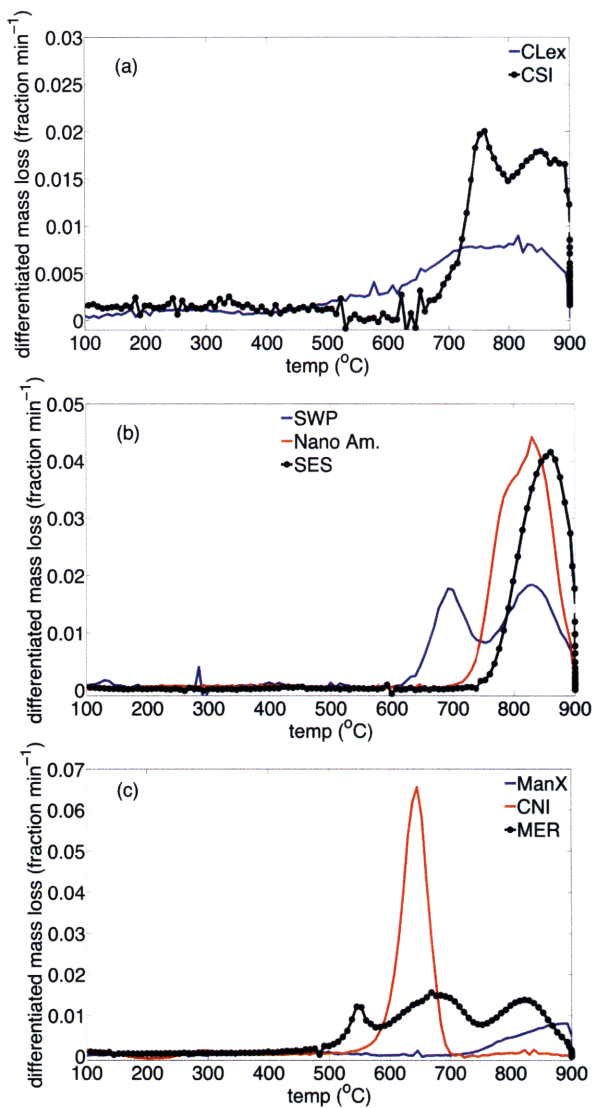 differentiated mass loss (fraction min⁻¹)
0.03
0.025
0.02
0.015
0.01
0.005
0
(a)
CLex
CSI
100 200 300 400 500 600 700 800 900
temp (°C)
differentiated mass loss (fraction min⁻¹)
0.05
0.04
0.03
0.02
0.01
0
(b)
SWP
Nano Am.
SES
100 200 300 400 500 600 700 800 900
temp (°C)
differentiated mass loss (fraction min⁻¹)
0.07
0.06
0.05
0.04
0.03
0.02
0.01
0
(c)
ManX
CNI
MER
100 200 300 400 500 600 700 800 900
temp (°C)